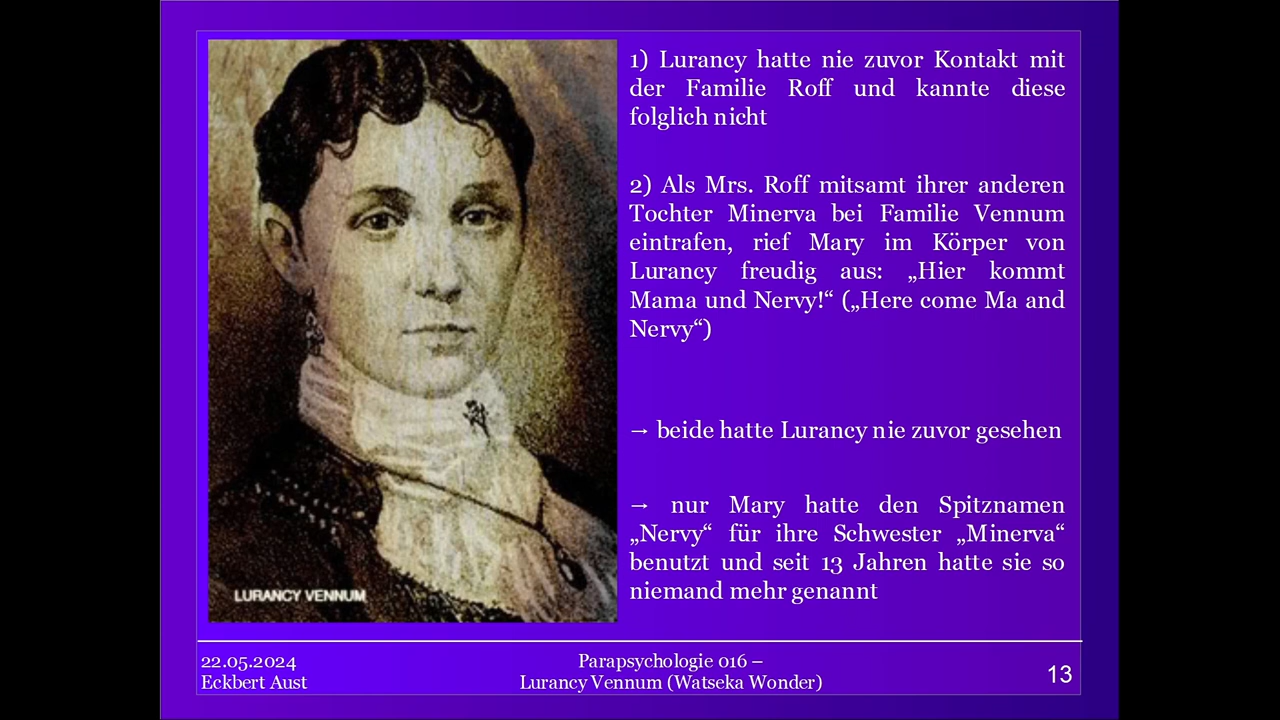 1) Lurancy hatte nie zuvor Kontakt mit
der Familie Roff und kannte diese
folglich nicht
2) Als Mrs. Roff mitsamt ihrer anderen
Tochter Minerva bei Familie Vennum
eintrafen, rief Mary im Körper von
Lurancy freudig aus: „Hier kommt
Mama und Nervy!“ („Here come Ma and
Nervy“)
→ beide hatte Lurancy nie zuvor gesehen
→ nur Mary hatte den Spitznamen
„Nervy“ für ihre Schwester „Minerva“
benutzt und seit 13 Jahren hatte sie so
niemand mehr genannt
LURANCY VENNUM
22.05.2024
Eckbert Aust
Parapsychologie 016 –
Lurancy Vennum (Watseka Wonder)
13